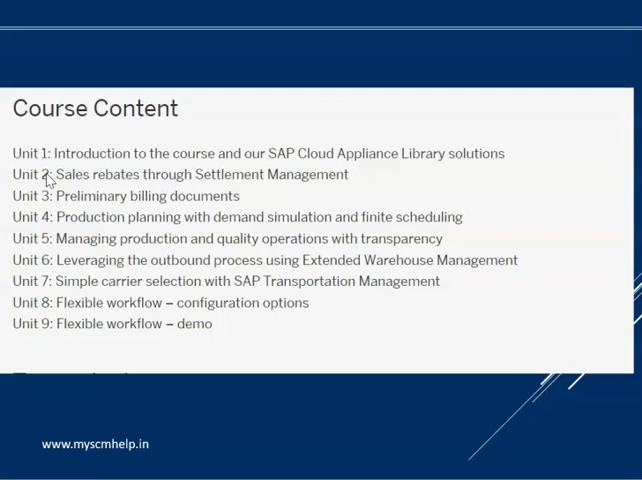 Course Content
Unit 1: Introduction to the course and our SAP Cloud Appliance Library solutions
Unit 2: Sales rebates through Settlement Management
Unit 3: Preliminary billing documents
Unit 4: Production planning with demand simulation and finite scheduling
Unit 5: Managing production and quality operations with transparency
Unit 6: Leveraging the outbound process using Extended Warehouse Management
Unit 7: Simple carrier selection with SAP Transportation Management
Unit 8: Flexible workflow – configuration options
Unit 9: Flexible workflow – demo
www.myscmhelp.in